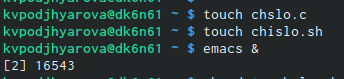 kvpodjhyarova@dk6n61 ~ $ touch chslo.c
kvpodjhyarova@dk6n61 ~ $ touch chislo.sh
kvpodjhyarova@dk6n61 ~ $ emacs &
[2] 16543